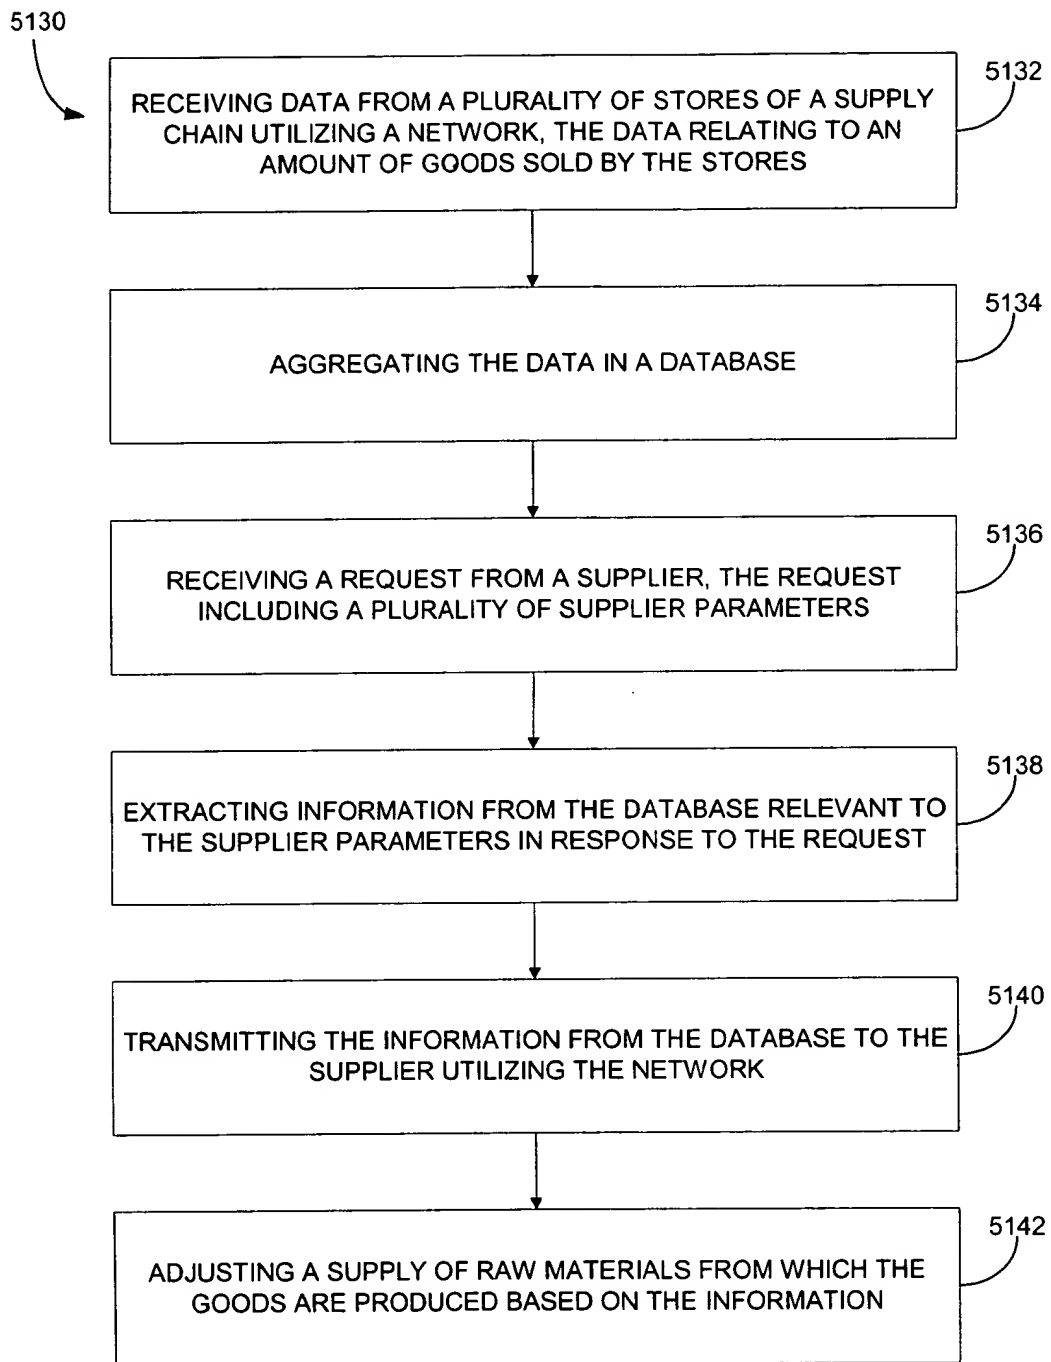 5130
5132
RECEIVING DATA FROM A PLURALITY OF STORES OF A SUPPLY
CHAIN UTILIZING A NETWORK, THE DATA RELATING TO AN
AMOUNT OF GOODS SOLD BY THE STORES
5134
AGGREGATING THE DATA IN A DATABASE
5136
RECEIVING A REQUEST FROM A SUPPLIER, THE REQUEST
INCLUDING A PLURALITY OF SUPPLIER PARAMETERS
5138
EXTRACTING INFORMATION FROM THE DATABASE RELEVANT TO
THE SUPPLIER PARAMETERS IN RESPONSE TO THE REQUEST
5140
TRANSMITTING THE INFORMATION FROM THE DATABASE TO THE
SUPPLIER UTILIZING THE NETWORK
5142
ADJUSTING A SUPPLY OF RAW MATERIALS FROM WHICH THE
GOODS ARE PRODUCED BASED ON THE INFORMATION